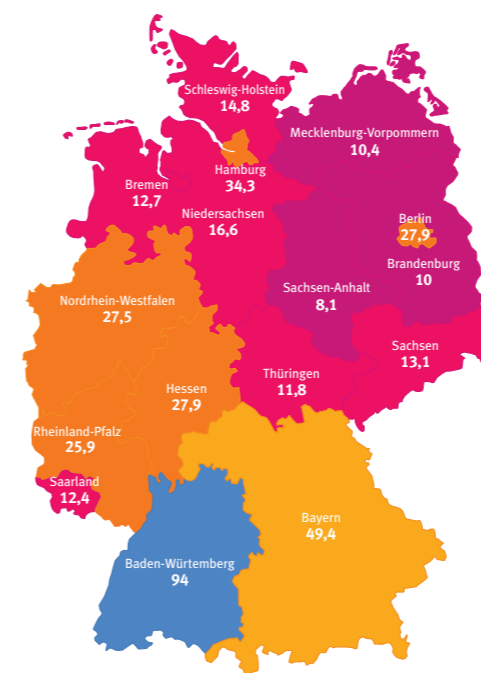 Schleswig-Holstein
14,8
Mecklenburg-Vorpommern
10,4
Hamburg
34,3
Bremen
12,7
Niedersachsen
16,6
Berlin
27,9
Brandenburg
10
Sachsen-Anhalt
8,1
Nordrhein-Westfalen
27,5
Sachsen
13,1
Thüringen
11,8
Hessen
27,9
Rheinland-Pfalz
25,9
Saarland
12,4
Bayern
49,4
Baden-Würtemberg
94